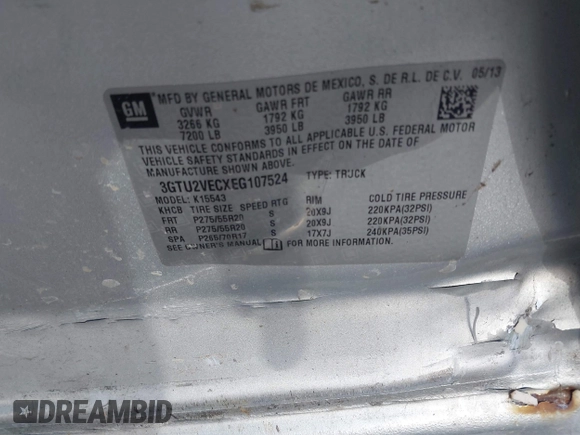 GM
MFD BY GENERAL MOTORS DE MEXICO, S. DE R.L. DE C.V. 05/13
GVWR GAWR FRT GAWR RR
3266 KG 1792 KG 1792 KG
7200 LB 3950 LB 3950 LB
THIS VEHICLE CONFORMS TO ALL APPLICABLE U.S. FEDERAL MOTOR
VEHICLE SAFETY STANDARDS IN EFFECT ON THE DATE OF
MANUFACTURE SHOWN ABOVE.
3GTU2VECXEG107524 TYPE: TRUCK
MODEL: K15543
KHCB TIRE SIZE SPEED RTG RIM COLD TIRE PRESSURE
FRT P275/55R20 S 20X9J 220KPA(32PSI)
RR P275/55R20 S 20X9J 220KPA(32PSI)
SPA P265/70R17 S 17X7J 240KPA(35PSI)
SEE OWNER'S MANUAL FOR MORE INFORMATION.
DREAMBID